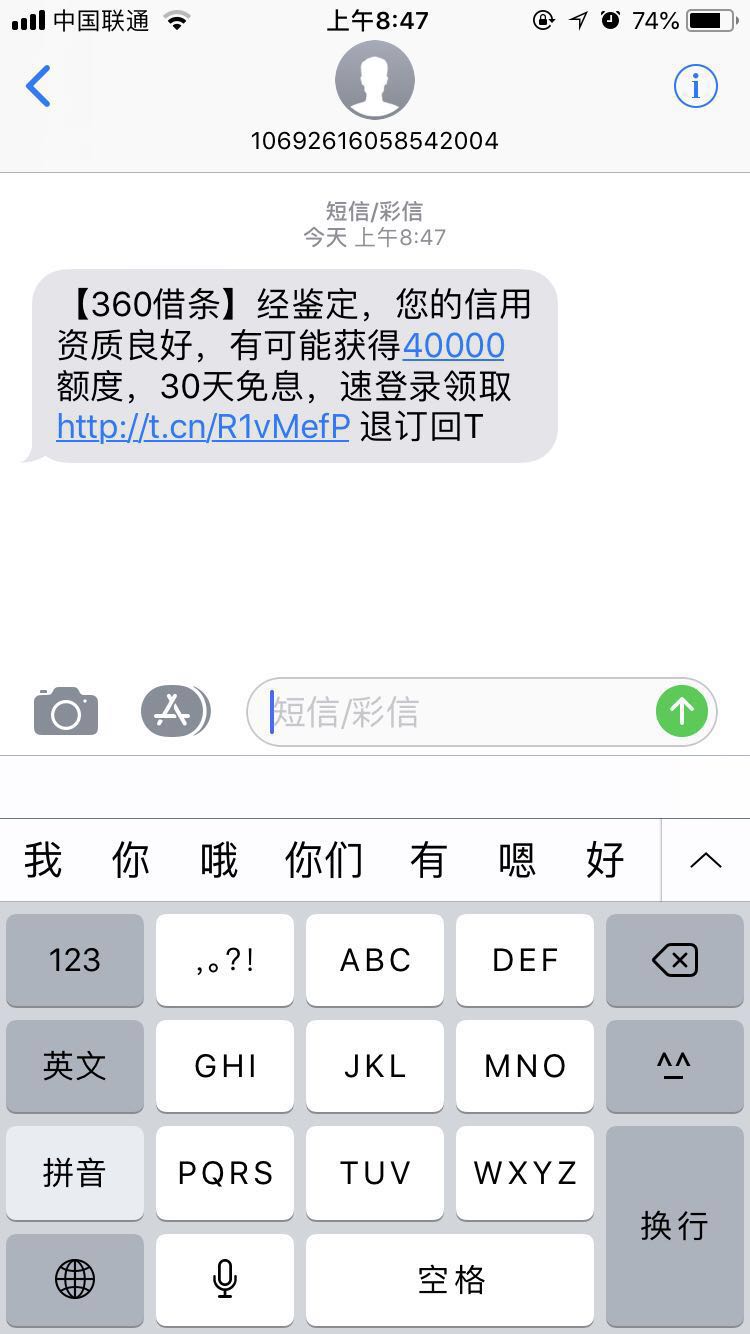 中国联通 上午8:47 74%
10692616058542004
短信/彩信
今天 上午8:47
【360借条】经鉴定，您的信用
资质良好，有可能获得40000
额度，30天免息，速登录领取
http://t.cn/R1vMefP 退订回T
短信/彩信
我 你 哦 你们 有 嗯 好
123 ,。?! ABC DEF
英文 GHI JKL MNO ^^
拼音 PQRS TUV WXYZ
换行
空格